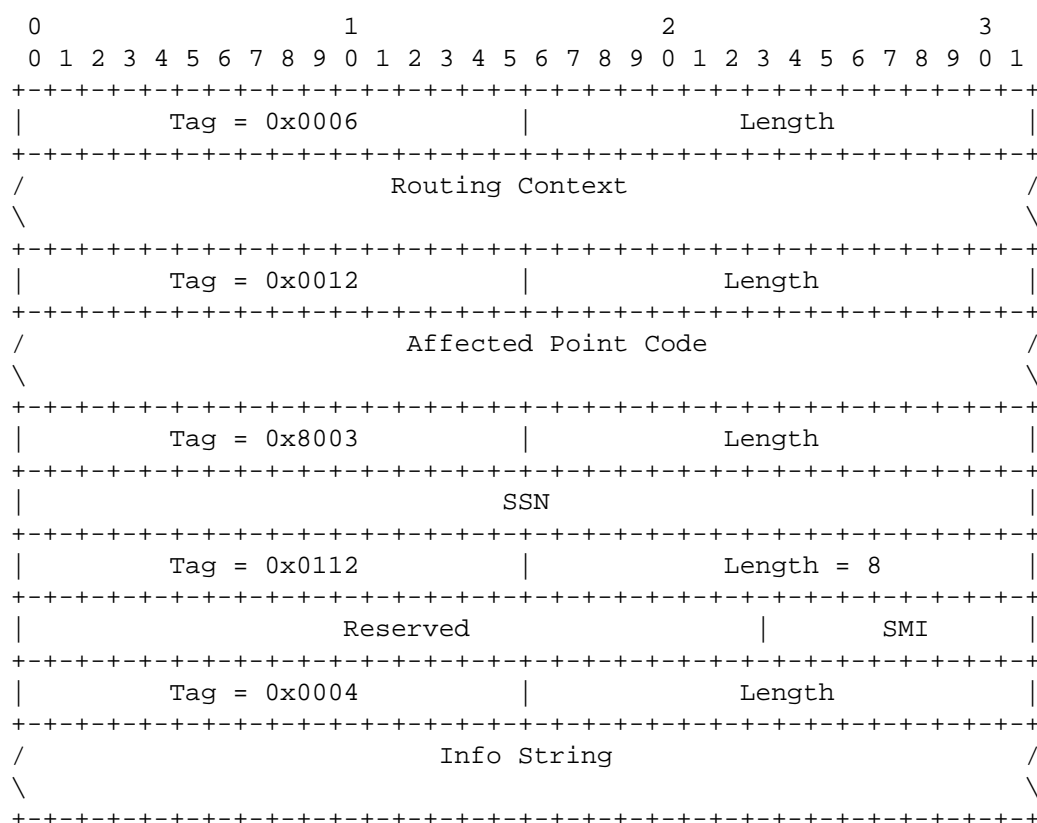 0                   1                   2                   3
 0 1 2 3 4 5 6 7 8 9 0 1 2 3 4 5 6 7 8 9 0 1 2 3 4 5 6 7 8 9 0 1
+-+-+-+-+-+-+-+-+-+-+-+-+-+-+-+-+-+-+-+-+-+-+-+-+-+-+-+-+-+-+-+-+
|         Tag = 0x0006          |             Length            |
+-+-+-+-+-+-+-+-+-+-+-+-+-+-+-+-+-+-+-+-+-+-+-+-+-+-+-+-+-+-+-+-+
/                       Routing Context                         /
\                                                               \
+-+-+-+-+-+-+-+-+-+-+-+-+-+-+-+-+-+-+-+-+-+-+-+-+-+-+-+-+-+-+-+-+
|         Tag = 0x0012          |            Length             |
+-+-+-+-+-+-+-+-+-+-+-+-+-+-+-+-+-+-+-+-+-+-+-+-+-+-+-+-+-+-+-+-+
/                        Affected Point Code                    /
\                                                               \
+-+-+-+-+-+-+-+-+-+-+-+-+-+-+-+-+-+-+-+-+-+-+-+-+-+-+-+-+-+-+-+-+
|         Tag = 0x8003          |            Length             |
+-+-+-+-+-+-+-+-+-+-+-+-+-+-+-+-+-+-+-+-+-+-+-+-+-+-+-+-+-+-+-+-+
|                              SSN                              |
+-+-+-+-+-+-+-+-+-+-+-+-+-+-+-+-+-+-+-+-+-+-+-+-+-+-+-+-+-+-+-+-+
|         Tag = 0x0112          |            Length = 8         |
+-+-+-+-+-+-+-+-+-+-+-+-+-+-+-+-+-+-+-+-+-+-+-+-+-+-+-+-+-+-+-+-+
|                    Reserved                  |       SMI      |
+-+-+-+-+-+-+-+-+-+-+-+-+-+-+-+-+-+-+-+-+-+-+-+-+-+-+-+-+-+-+-+-+
|         Tag = 0x0004          |             Length            |
+-+-+-+-+-+-+-+-+-+-+-+-+-+-+-+-+-+-+-+-+-+-+-+-+-+-+-+-+-+-+-+-+
/                          Info String                          /
\                                                               \
+-+-+-+-+-+-+-+-+-+-+-+-+-+-+-+-+-+-+-+-+-+-+-+-+-+-+-+-+-+-+-+-+